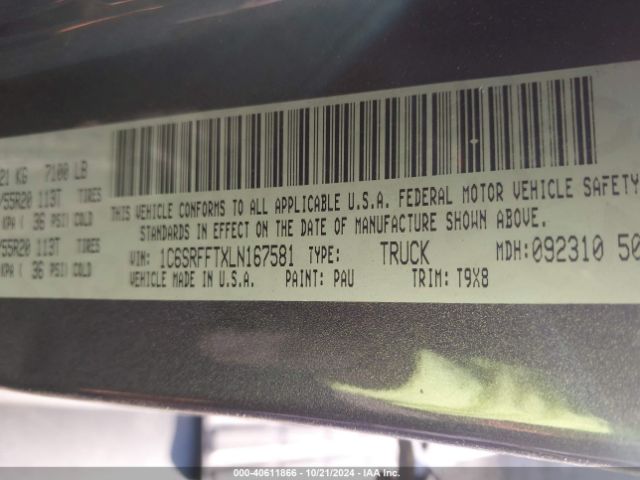 21 KG 7100 LB
/55R20 113T TIRES
KPA ( 36 PSI) COLD
/55R20 113T TIRES
KPA ( 36 PSI) COLD
THIS VEHICLE CONFORMS TO ALL APPLICABLE U.S.A. FEDERAL MOTOR VEHICLE SAFETY
STANDARDS IN EFFECT ON THE DATE OF MANUFACTURE SHOWN ABOVE.
VIN: 1C6SRFFTXLN167581 TYPE: TRUCK MDH: 092310 50
VEHICLE MADE IN U.S.A. PAINT: PAU TRIM: T9X8
000-40611866 - 10/21/2024 - IAA Inc.